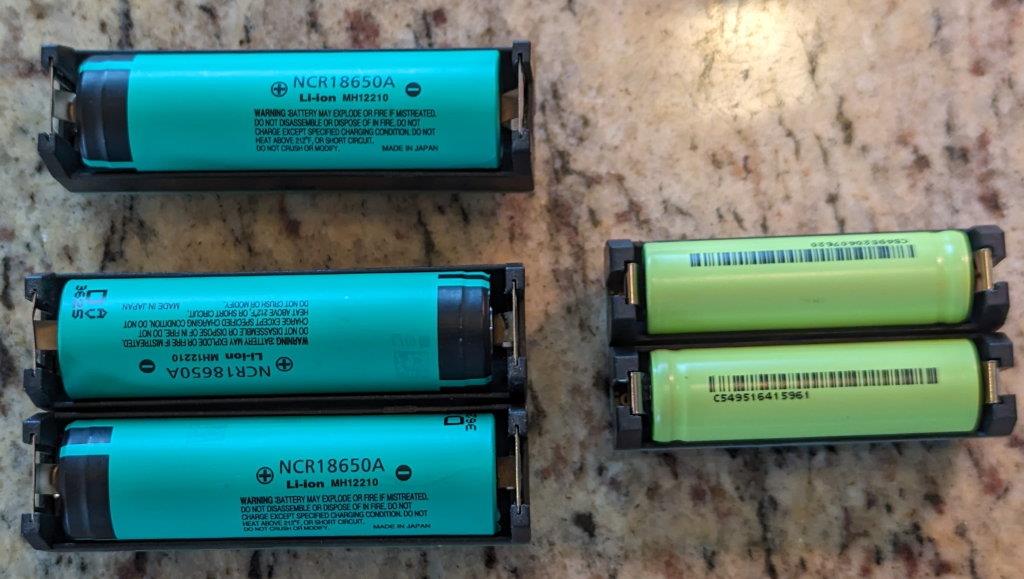 ⊕ NCR18650A ⊖
Li-ion MH12210
WARNING:BATTERY MAY EXPLODE OR FIRE IF MISTREATED.
DO NOT DISASSEMBLE OR DISPOSE OF IN FIRE. DO NOT
CHARGE EXCEPT SPECIFIED CHARGING CONDITION. DO NOT
HEAT ABOVE 212°F, OR SHORT CIRCUIT.
DO NOT CRUSH OR MODIFY. MADE IN JAPAN
⊕ NCR18650A ⊖
Li-ion MH12210
WARNING:BATTERY MAY EXPLODE OR FIRE IF MISTREATED.
DO NOT DISASSEMBLE OR DISPOSE OF IN FIRE. DO NOT
CHARGE EXCEPT SPECIFIED CHARGING CONDITION. DO NOT
HEAT ABOVE 212°F, OR SHORT CIRCUIT.
DO NOT CRUSH OR MODIFY. MADE IN JAPAN
3625
⊕ NCR18650A ⊖
Li-ion MH12210
WARNING:BATTERY MAY EXPLODE OR FIRE IF MISTREATED.
DO NOT DISASSEMBLE OR DISPOSE OF IN FIRE. DO NOT
CHARGE EXCEPT SPECIFIED CHARGING CONDITION. DO NOT
HEAT ABOVE 212°F, OR SHORT CIRCUIT.
DO NOT CRUSH OR MODIFY. MADE IN JAPAN
C549516415961